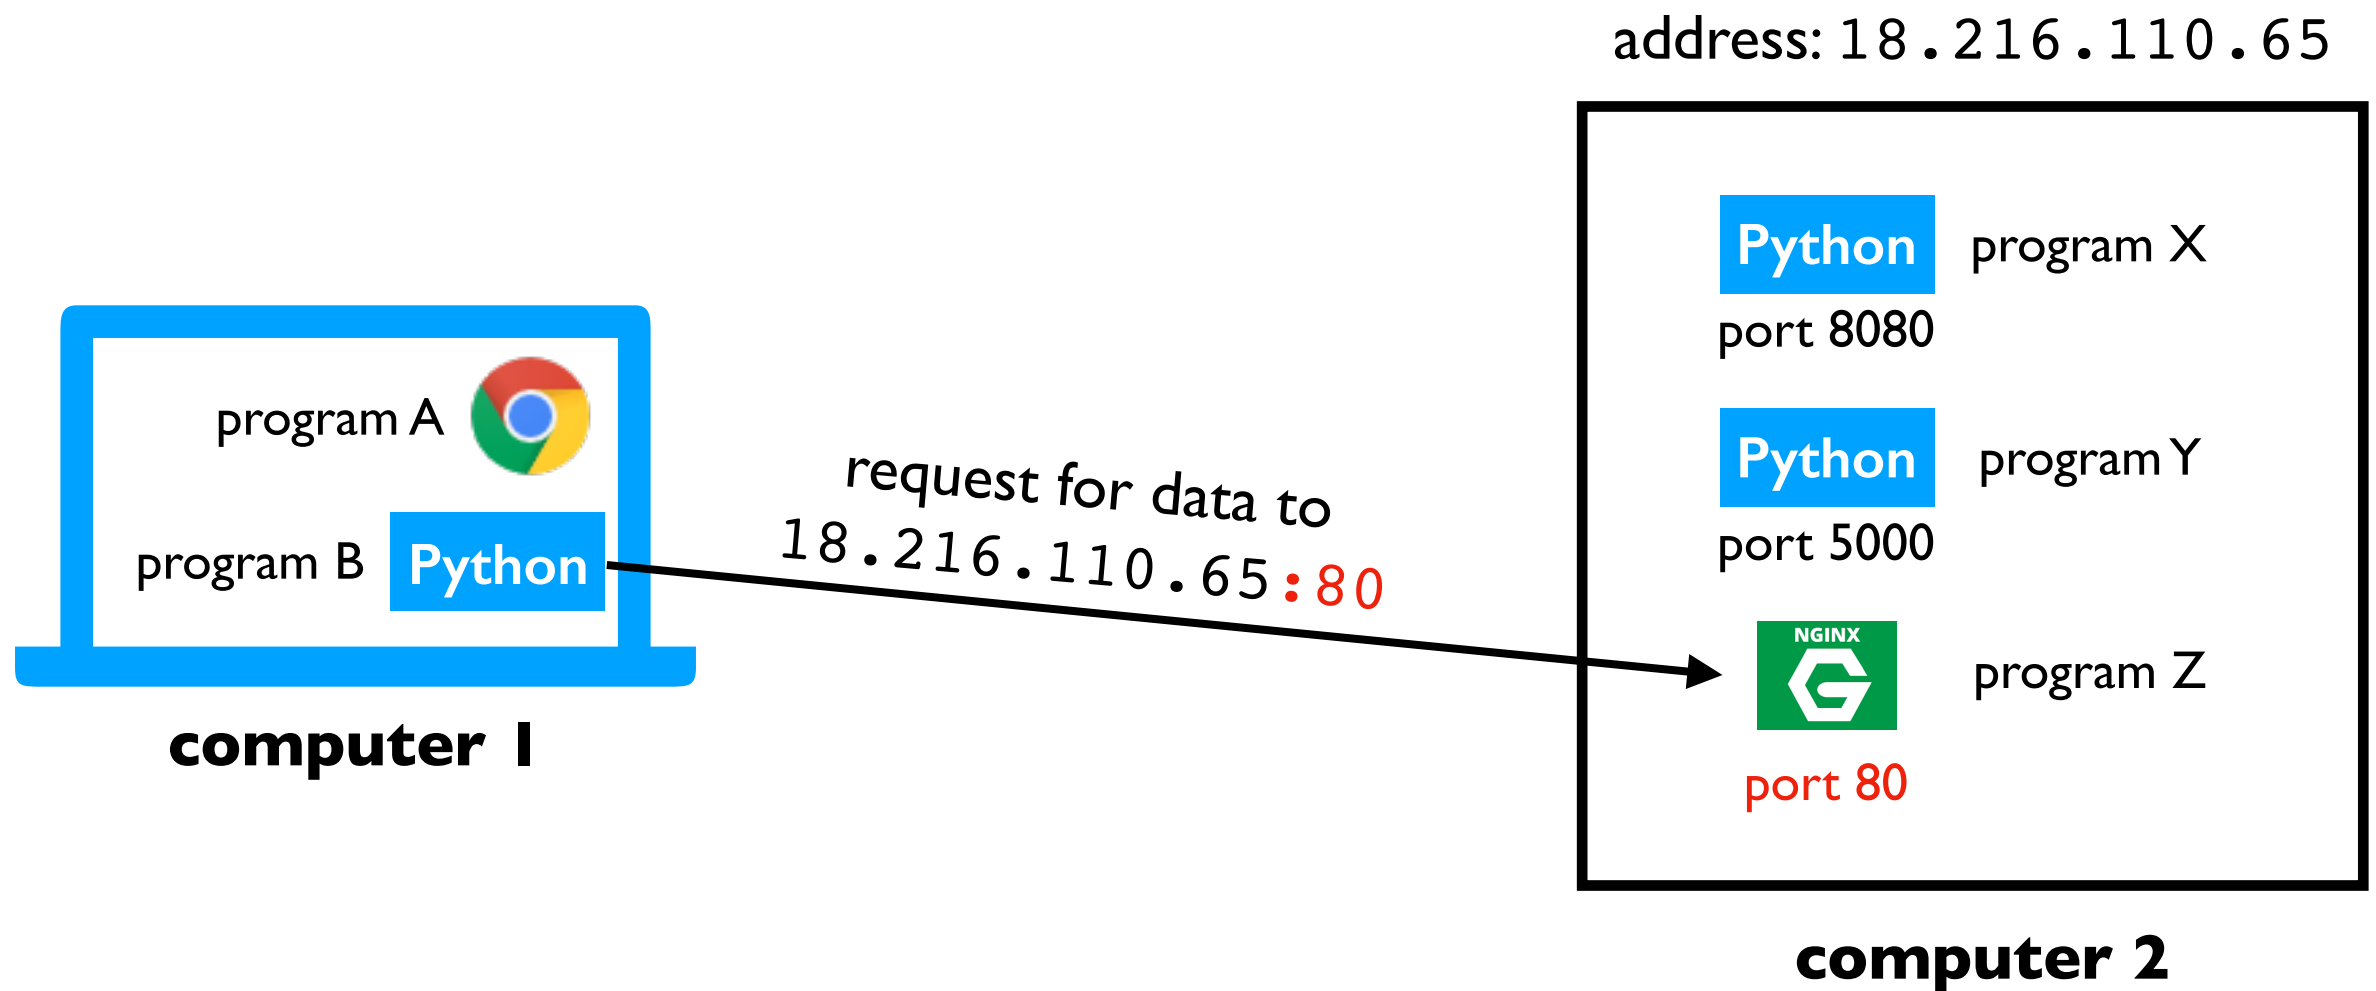 address: 18.216.110.65
Python program X
port 8080
program A
Python program Y
port 5000
request for data to
18.216.110.65:80
program B Python
NGINX
G
program Z
port 80
computer 1
computer 2